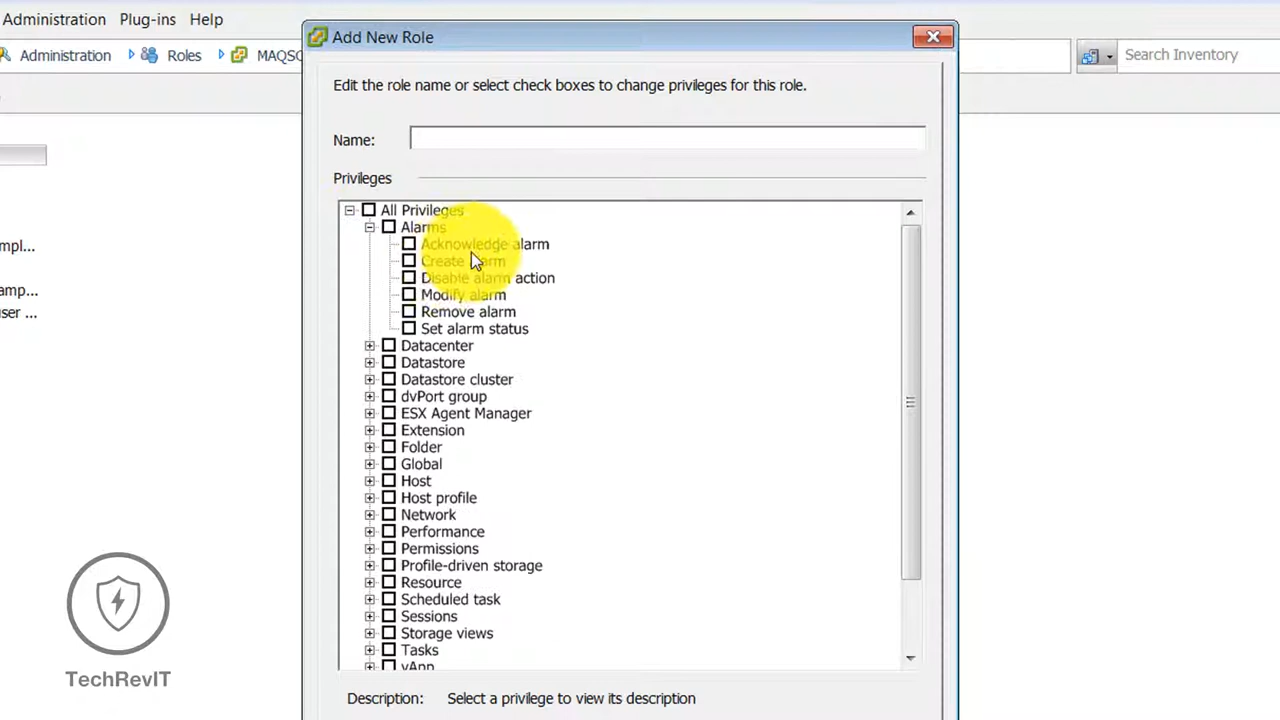 Administration Plug-ins Help
Add New Role
Administration Roles MAQSO
Search Inventory
Edit the role name or select check boxes to change privileges for this role.
Name:
Privileges
All Privileges
Alarms
Acknowledge alarm
Create alarm
Disable alarm action
Modify alarm
Remove alarm
Set alarm status
Datacenter
Datastore
Datastore cluster
dvPort group
ESX Agent Manager
Extension
Folder
Global
Host
Host profile
Network
Performance
Permissions
Profile-driven storage
Resource
Scheduled task
Sessions
Storage views
Tasks
vApp
Description: Select a privilege to view its description
mpl...
amp...
user ...
TechRevIT